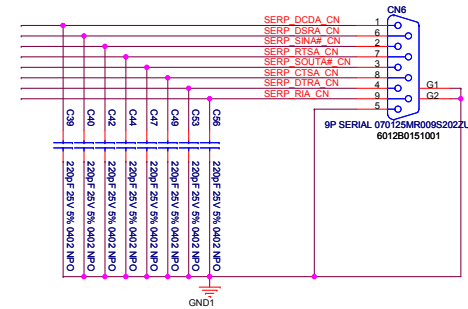 CN6
SERP_DCDA_CN 1
SERP_DSRA_CN 6
SERP_SINA#_CN 2
SERP_RTSA_CN 7
SERP_SOUTA#_CN 3
SERP_CTSA_CN 8
SERP_DTRA_CN 4
SERP_RIA_CN 9
5
G1
G2
9P SERIAL 070125MR009S202ZU
6012B0151001
C39 220pF 25V 5% 0402 NPO
C40 220pF 25V 5% 0402 NPO
C42 220pF 25V 5% 0402 NPO
C44 220pF 25V 5% 0402 NPO
C47 220pF 25V 5% 0402 NPO
C49 220pF 25V 5% 0402 NPO
C53 220pF 25V 5% 0402 NPO
C56 220pF 25V 5% 0402 NPO
GND1